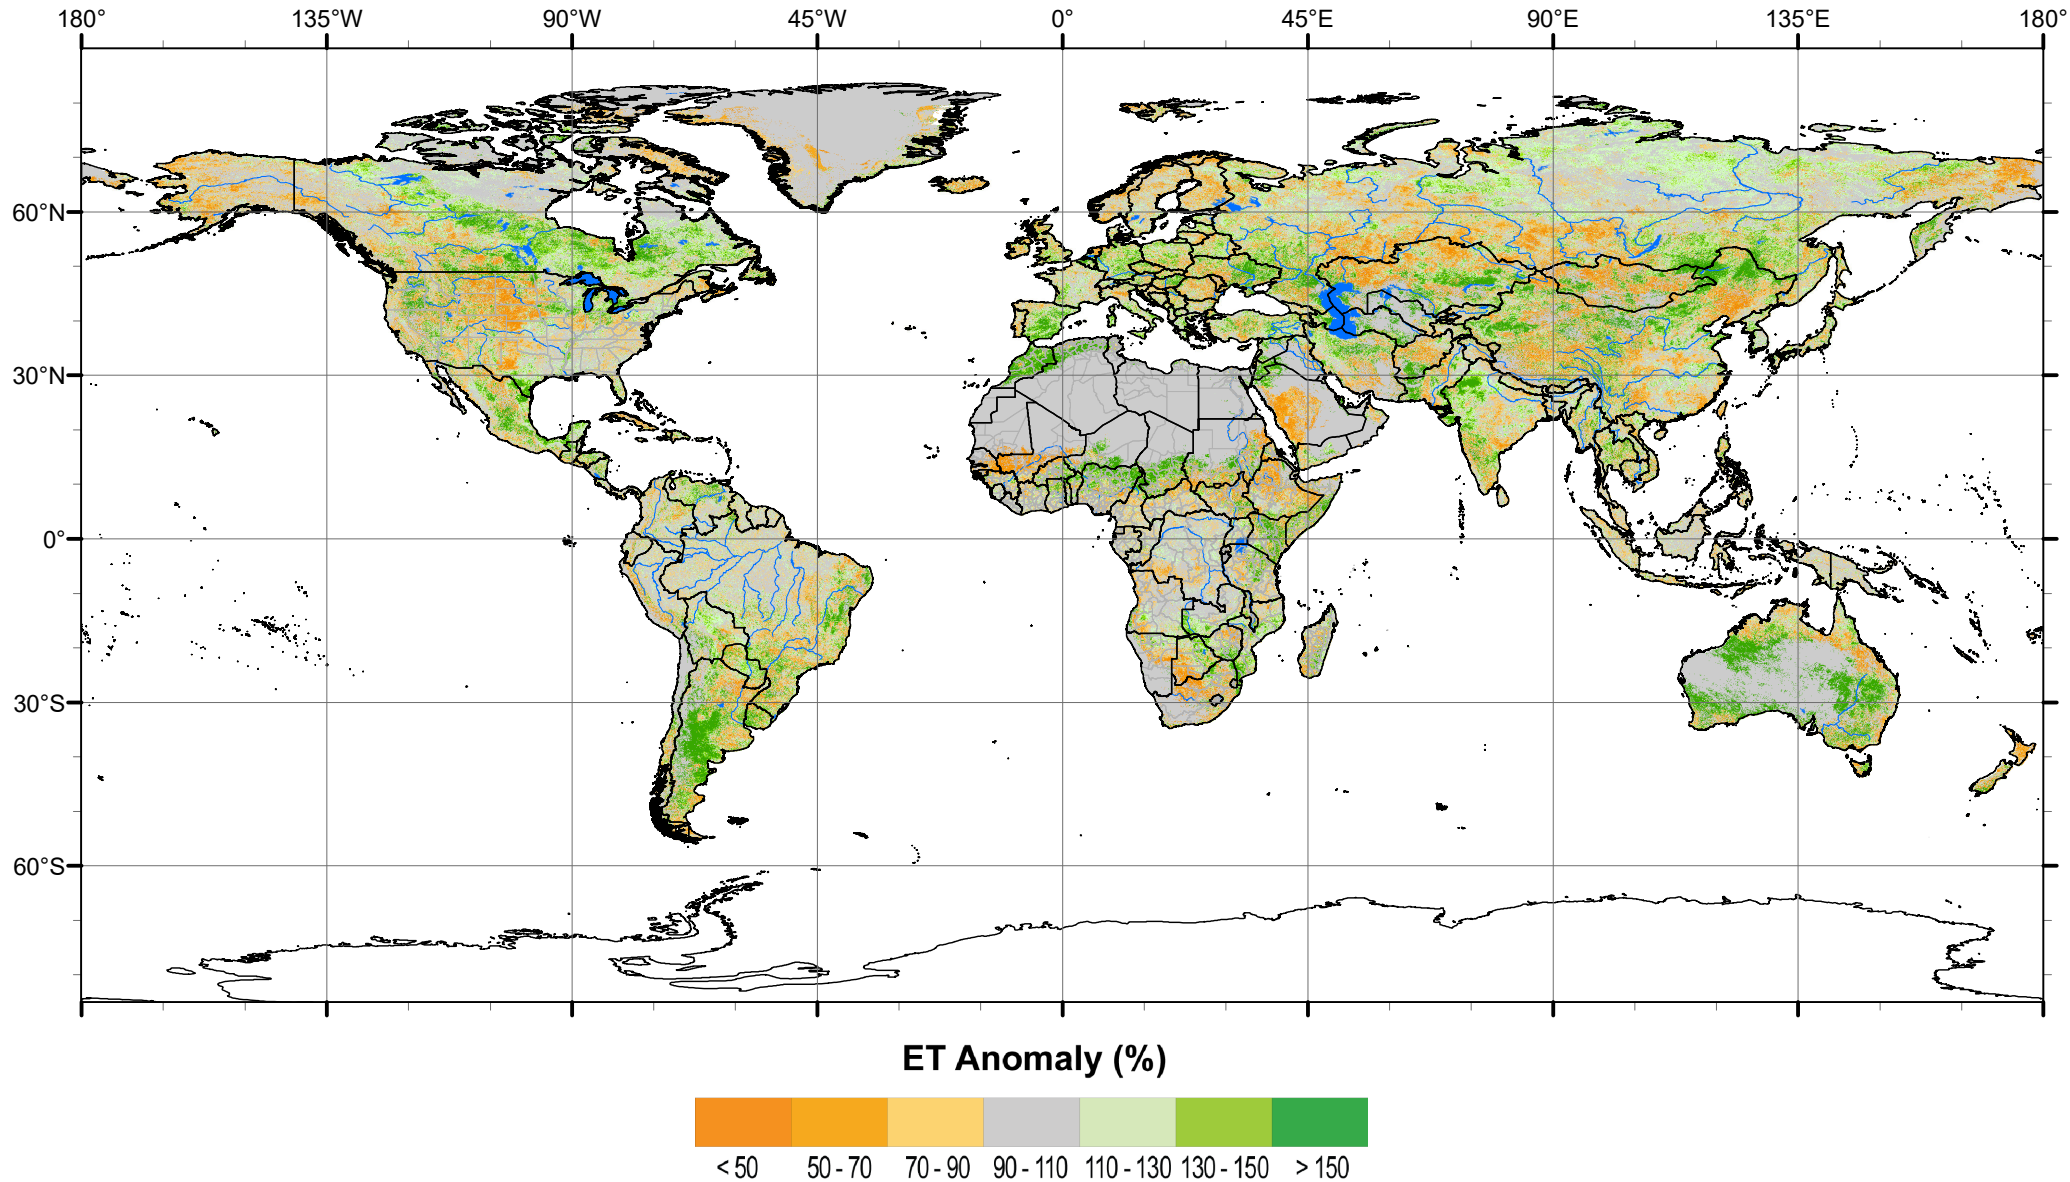 180° 135°W 90°W 45°W 0° 45°E 90°E 135°E 180°
60°N
30°N
0°
30°S
60°S
ET Anomaly (%)
< 50 50 - 70 70 - 90 90 - 110 110 - 130 130 - 150 > 150